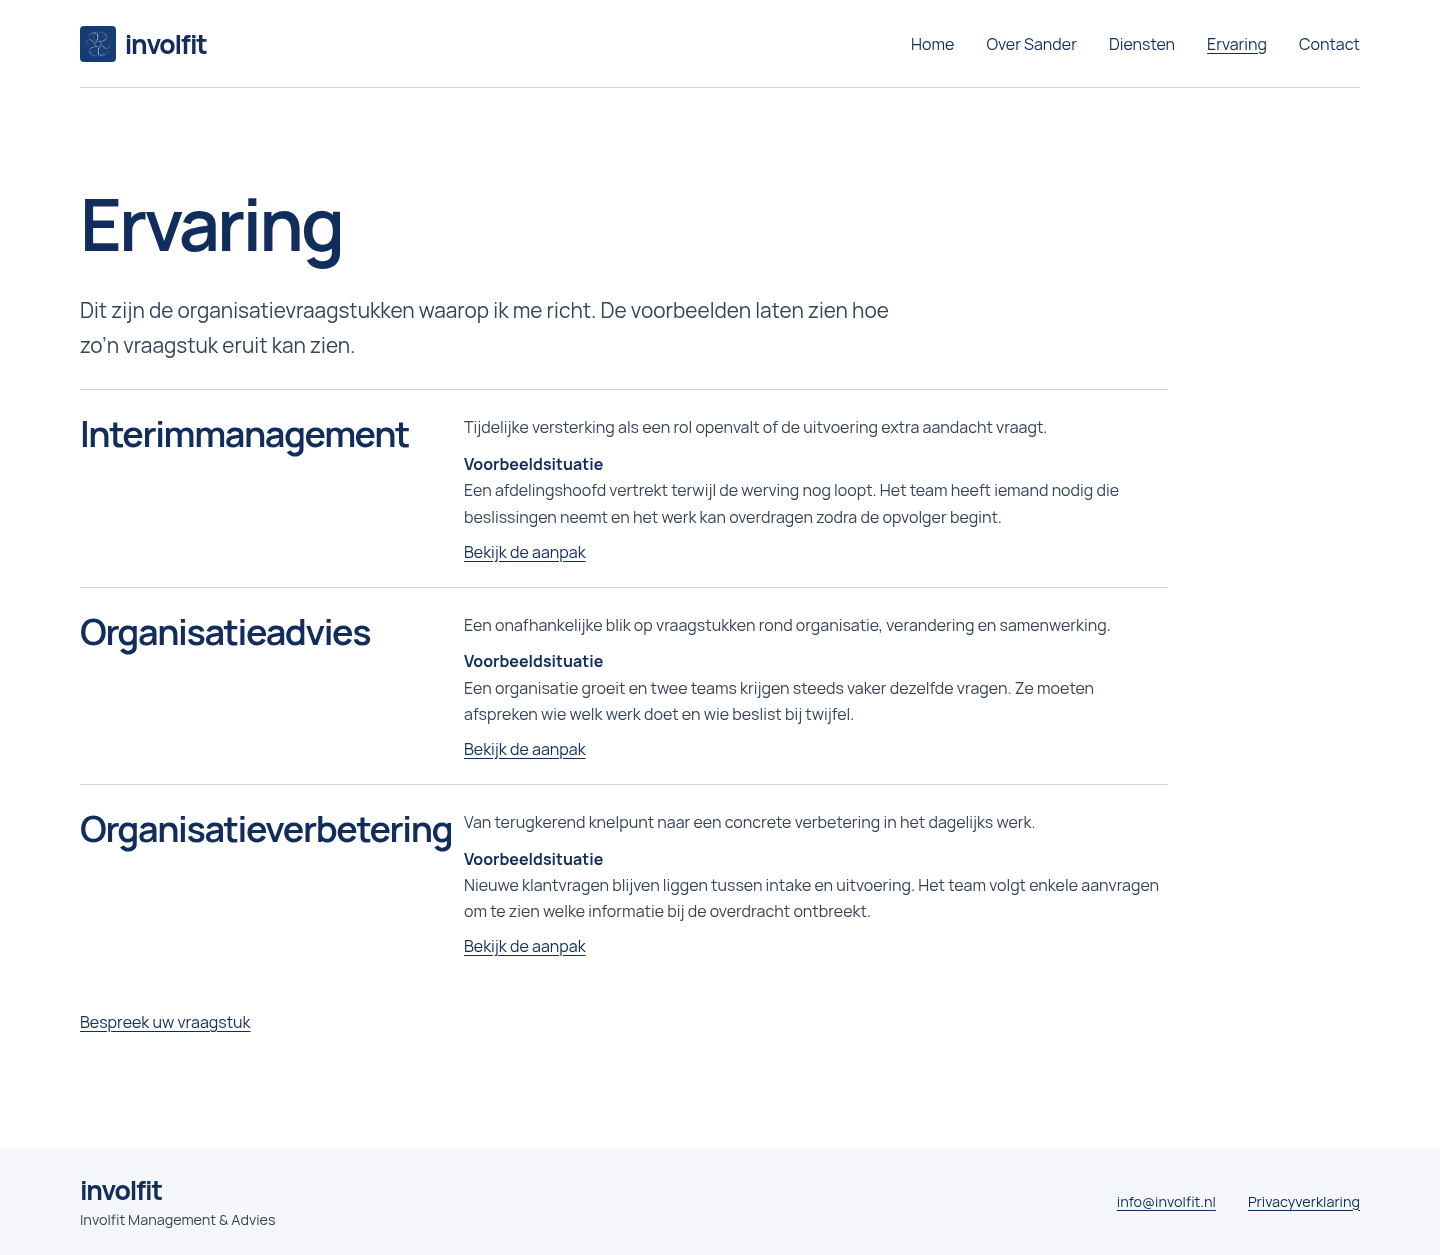 involfit
Home
Over Sander
Diensten
Ervaring
Contact
Ervaring
Dit zijn de organisatievraagstukken waarop ik me richt. De voorbeelden laten zien hoe
zo’n vraagstuk eruit kan zien.
Interimmanagement
Tijdelijke versterking als een rol openvalt of de uitvoering extra aandacht vraagt.
Voorbeeldsituatie
Een afdelingshoofd vertrekt terwijl de werving nog loopt. Het team heeft iemand nodig die
beslissingen neemt en het werk kan overdragen zodra de opvolger begint.
Bekijk de aanpak
Organisatieadvies
Een onafhankelijke blik op vraagstukken rond organisatie, verandering en samenwerking.
Voorbeeldsituatie
Een organisatie groeit en twee teams krijgen steeds vaker dezelfde vragen. Ze moeten
afspreken wie welk werk doet en wie beslist bij twijfel.
Bekijk de aanpak
Organisatieverbetering
Van terugkerend knelpunt naar een concrete verbetering in het dagelijks werk.
Voorbeeldsituatie
Nieuwe klantvragen blijven liggen tussen intake en uitvoering. Het team volgt enkele aanvragen
om te zien welke informatie bij de overdracht ontbreekt.
Bekijk de aanpak
Bespreek uw vraagstuk
involfit
Involfit Management & Advies
info@involfit.nl
Privacyverklaring